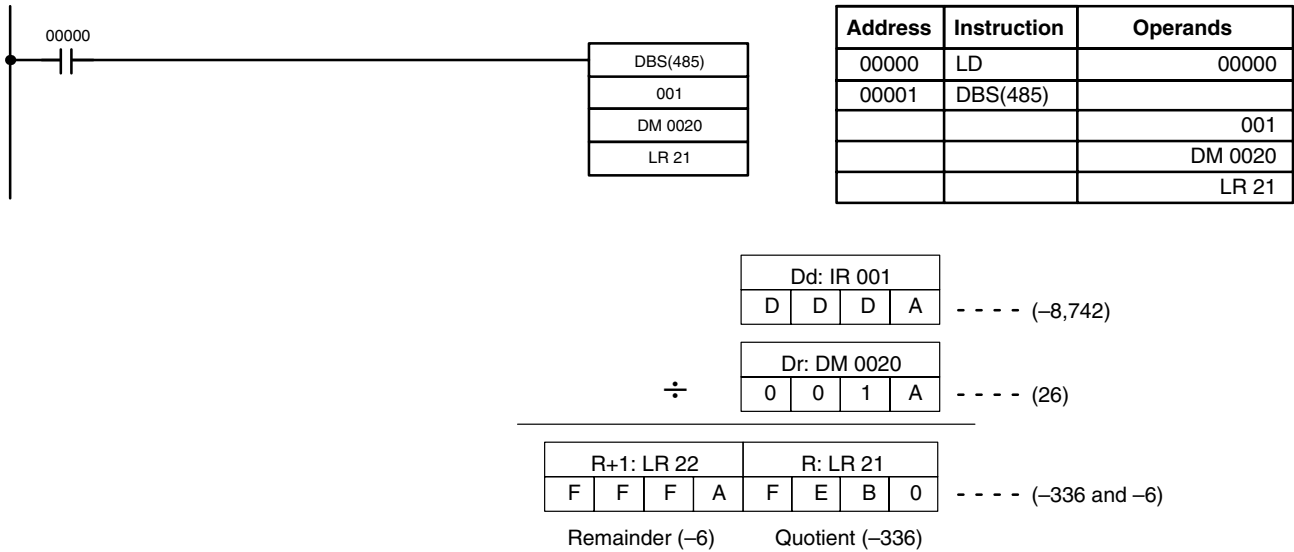 00000
DBS(485)
001
DM 0020
LR 21
Address Instruction Operands
00000 LD 00000
00001 DBS(485)
001
DM 0020
LR 21
Dd: IR 001
D D D A - - - - (–8,742)
Dr: DM 0020
÷ 0 0 1 A - - - - (26)
R+1: LR 22 R: LR 21
F F F A F E B 0 - - - - (–336 and –6)
Remainder (–6) Quotient (–336)